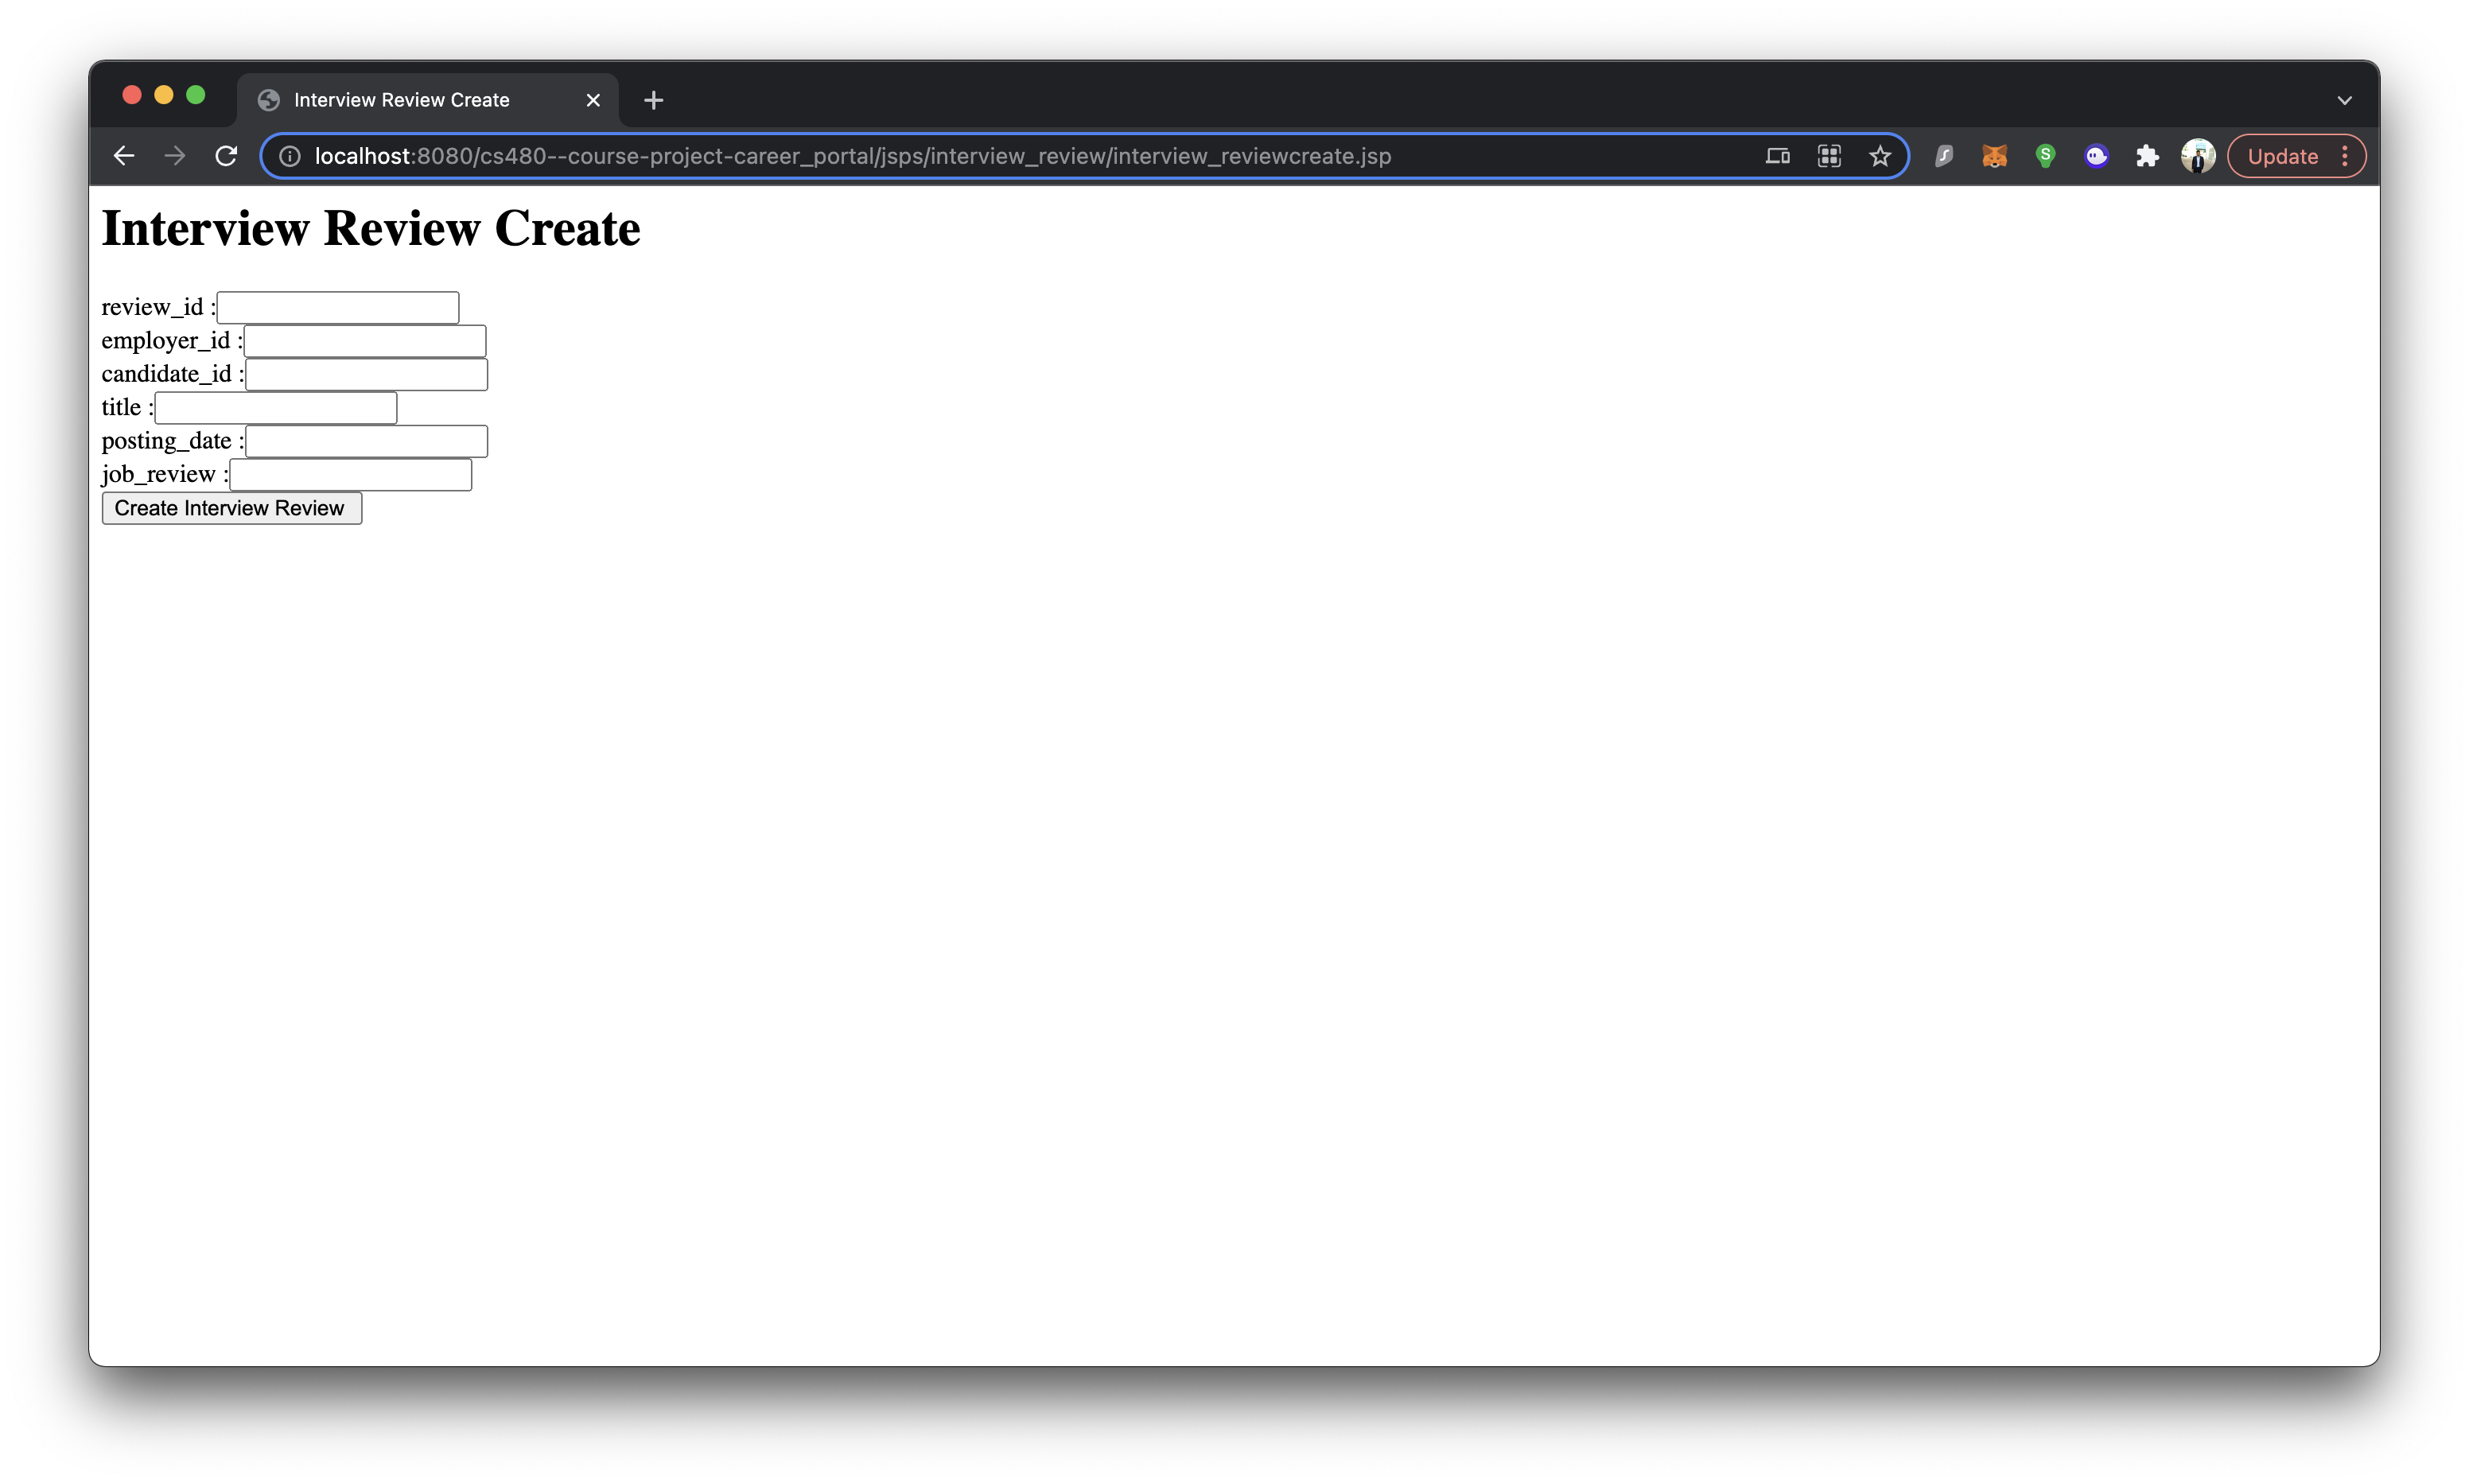 Interview Review Create
localhost:8080/cs480--course-project-career_portal/jsps/interview_review/interview_reviewcreate.jsp
S
Update
Interview Review Create
review_id :
employer_id :
candidate_id :
title :
posting_date :
job_review :
Create Interview Review